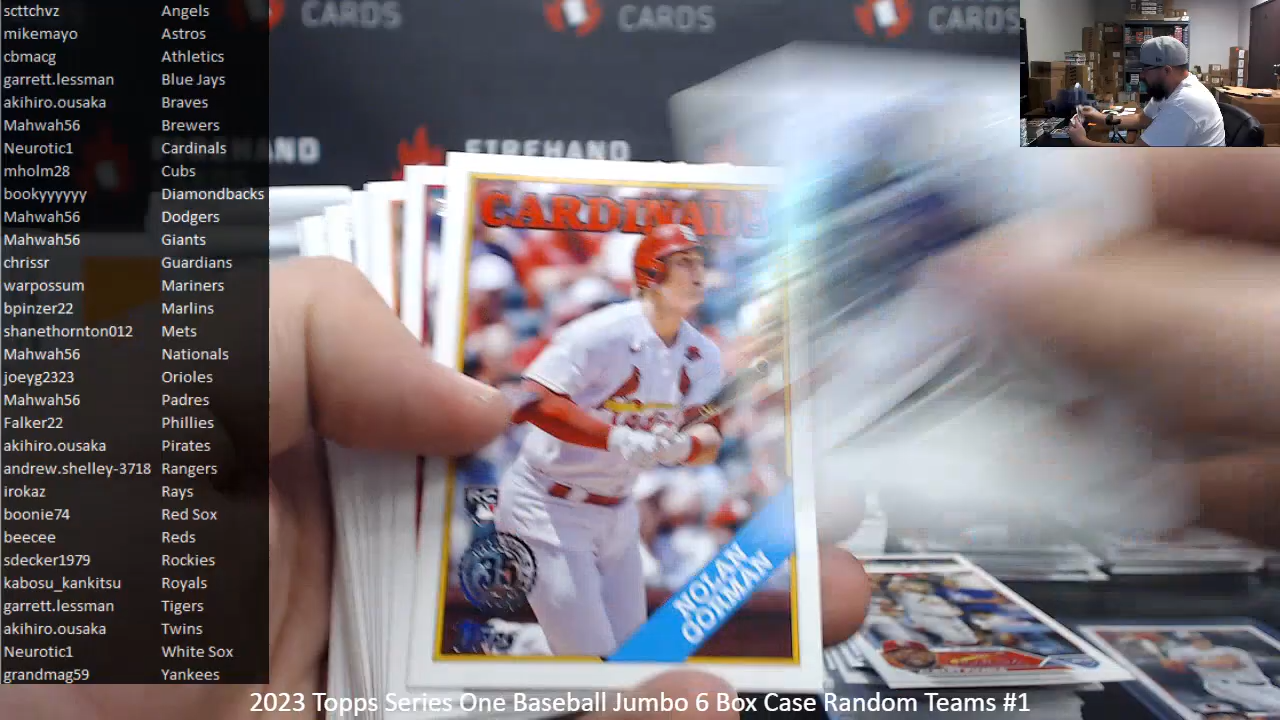 scttchvz Angels
mikemayo Astros
cbmacg Athletics
garrett.lessman Blue Jays
akihiro.ousaka Braves
Mahwah56 Brewers
Neurotic1 Cardinals
mholm28 Cubs
bookyyyyyy Diamondbacks
Mahwah56 Dodgers
Mahwah56 Giants
chrissr Guardians
warpossum Mariners
bpinzer22 Marlins
shanethornton012 Mets
Mahwah56 Nationals
joeyg2323 Orioles
Mahwah56 Padres
Falker22 Phillies
akihiro.ousaka Pirates
andrew.shelley-3718 Rangers
irokaz Rays
boonie74 Red Sox
beecee Reds
sdecker1979 Rockies
kabosu_kankitsu Royals
garrett.lessman Tigers
akihiro.ousaka Twins
Neurotic1 White Sox
grandmag59 Yankees
CARDS
CARDS
CARDS
FIREHAND
CARDINALS
RC
35
NOLAN
GORMAN
2023 Topps Series One Baseball Jumbo 6 Box Case Random Teams #1